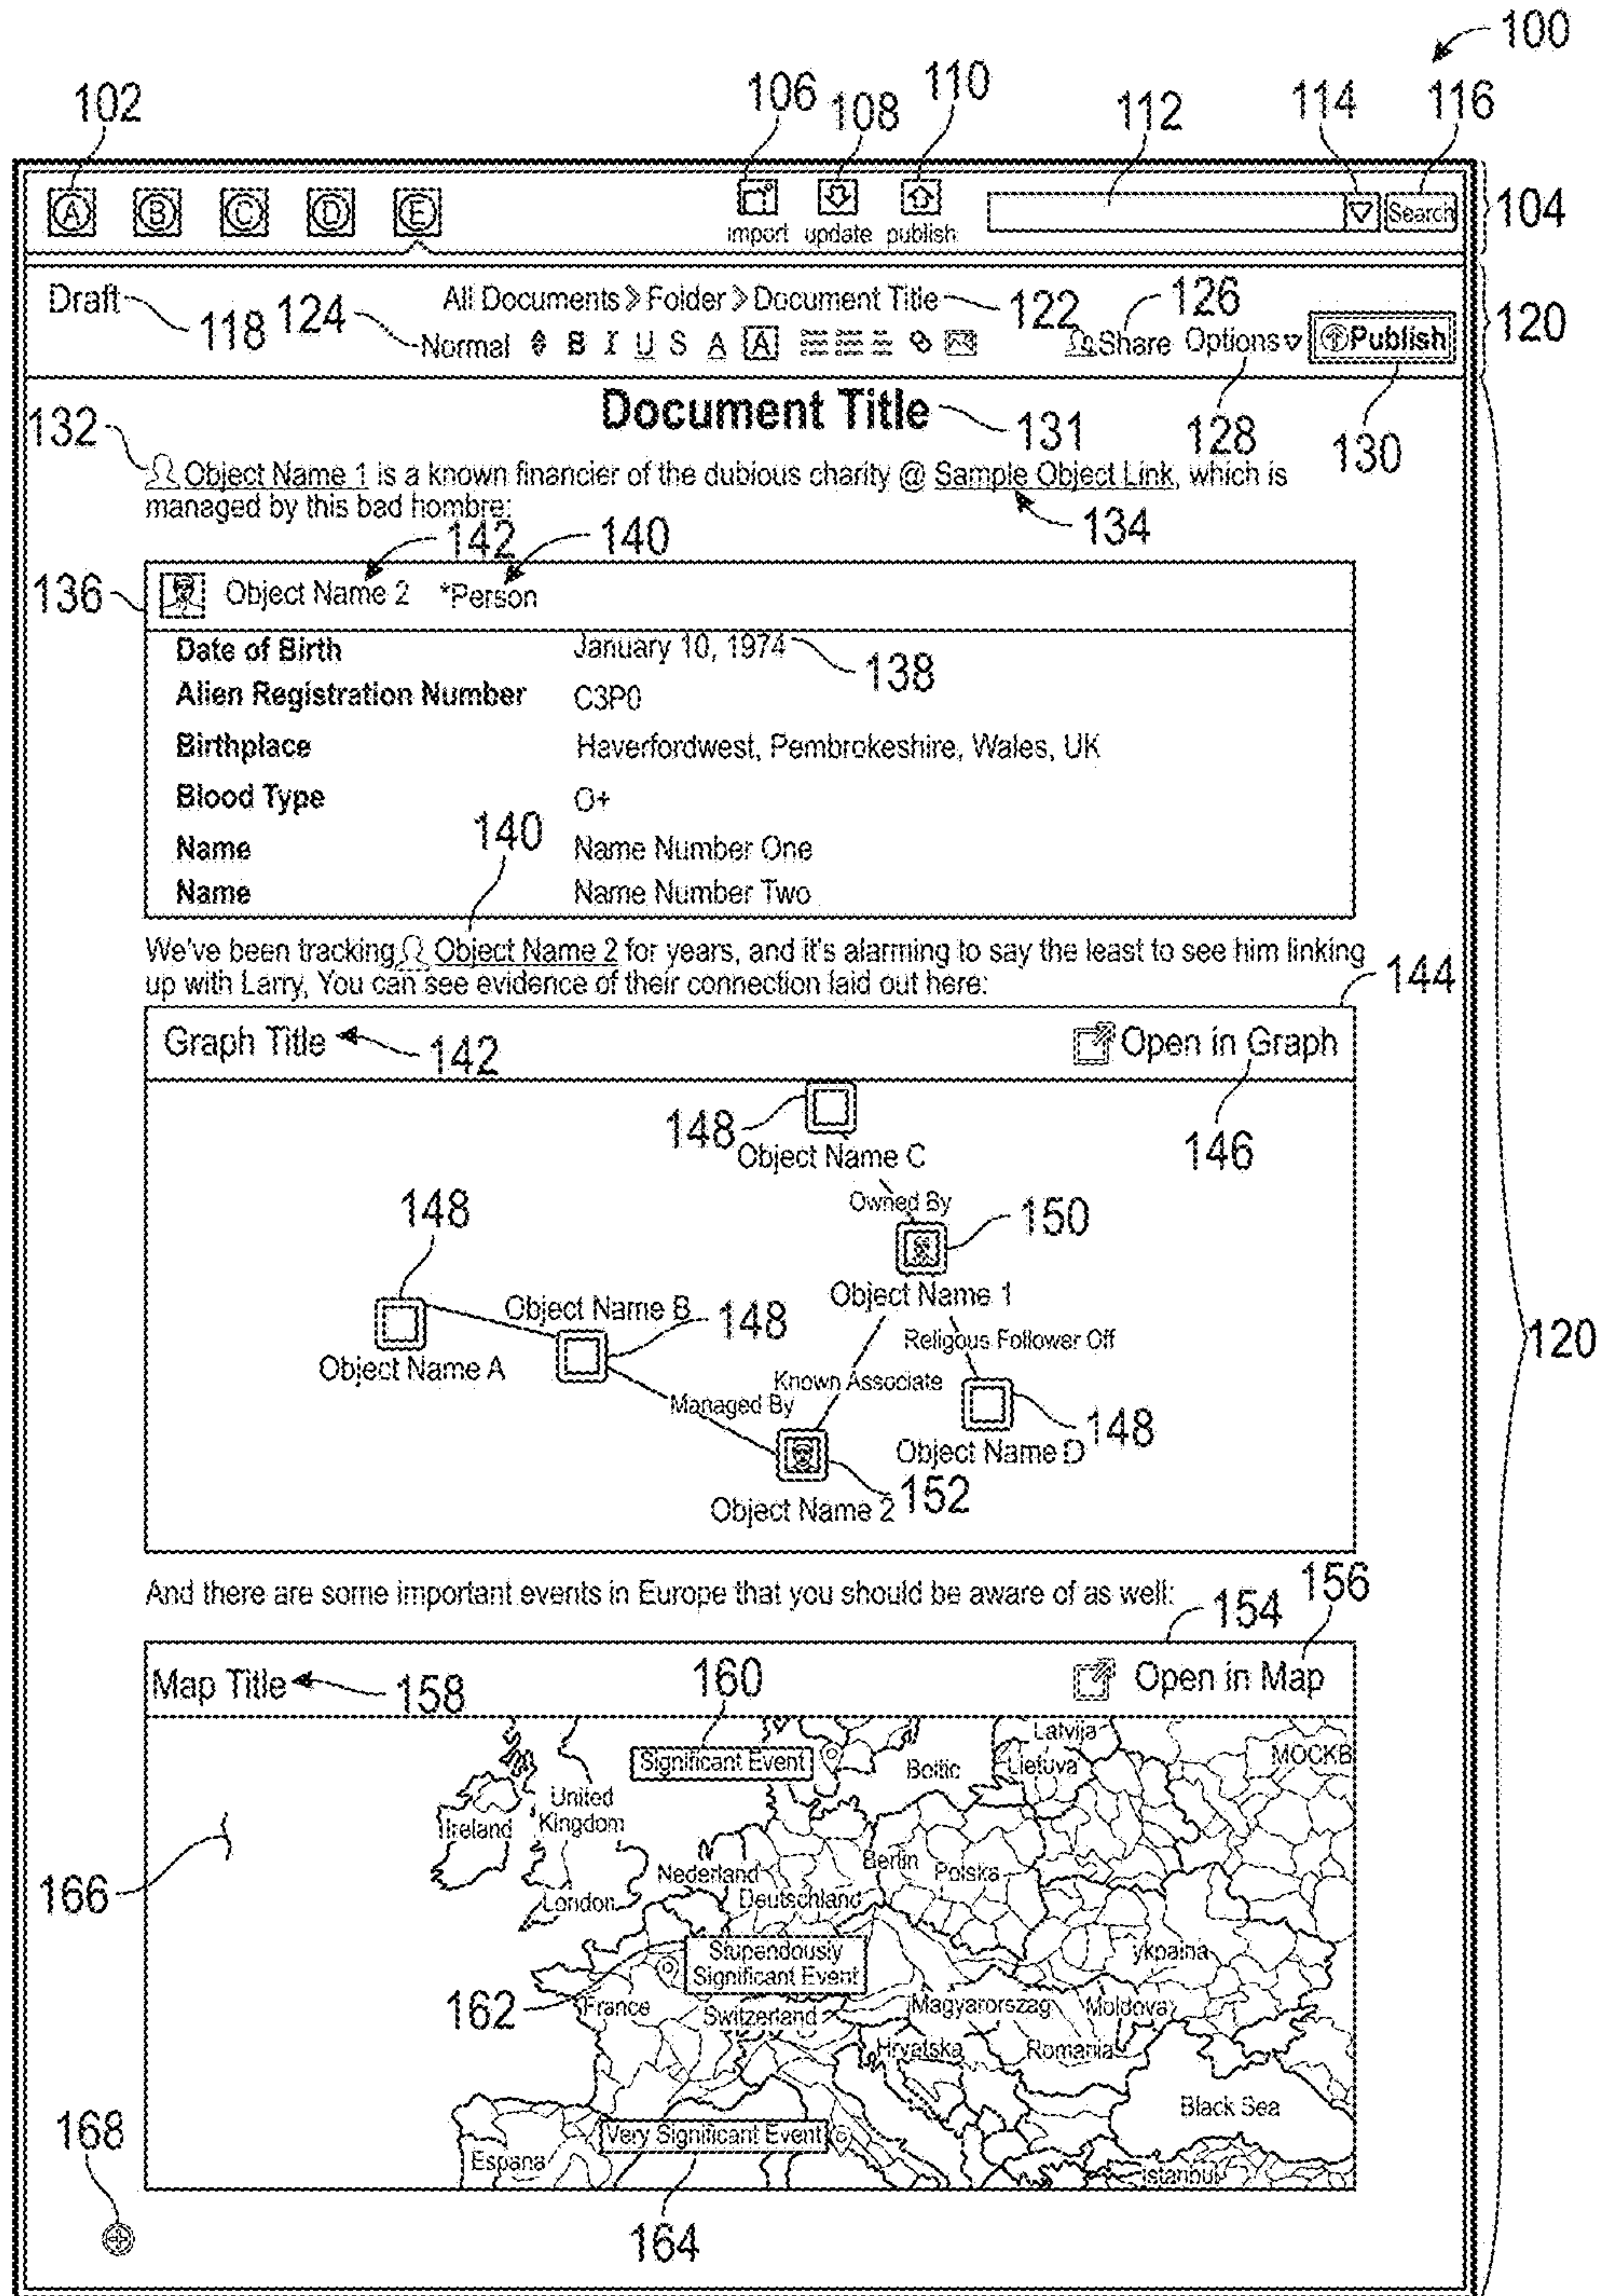 100
102
106 108 110 112 114 116
A B C D E
import update publish
Search
104
Draft
118
124
All Documents > Folder > Document Title
122
126
120
Normal B I U S A A
Share Options Publish
Document Title
131
128
130
132
Object Name 1 is a known financier of the dubious charity @ Sample Object Link, which is
managed by this bad hombre:
134
142
140
136
Object Name 2 *Person
Date of Birth January 10, 1974
138
Alien Registration Number C3P0
Birthplace Haverfordwest, Pembrokeshire, Wales, UK
Blood Type O+
140
Name Name Number One
Name Name Number Two
We've been tracking Object Name 2 for years, and it's alarming to say the least to see him linking
up with Larry, You can see evidence of their connection laid out here:
144
Graph Title
142
Open in Graph
146
148
Object Name C
Owned By
148
150
Object Name 1
Object Name B
148
Religous Follower Off
Object Name A
Known Associate
Managed By
148
Object Name D
152
Object Name 2
120
And there are some important events in Europe that you should be aware of as well:
154
156
Map Title
158
160
Open in Map
Latvija
Significant Event
Boltic
Lietuva
МОСКВ
United
Kingdom
Ireland
166
Nederland
Berlin
Polska
London
Deutschland
Stupendously
Significant Event
україна
162
France
Switzerland
Magyarorszag
Moldova
Hrvatska
Romania
Black Sea
168
Very Significant Event
Espana
Istanbul
164